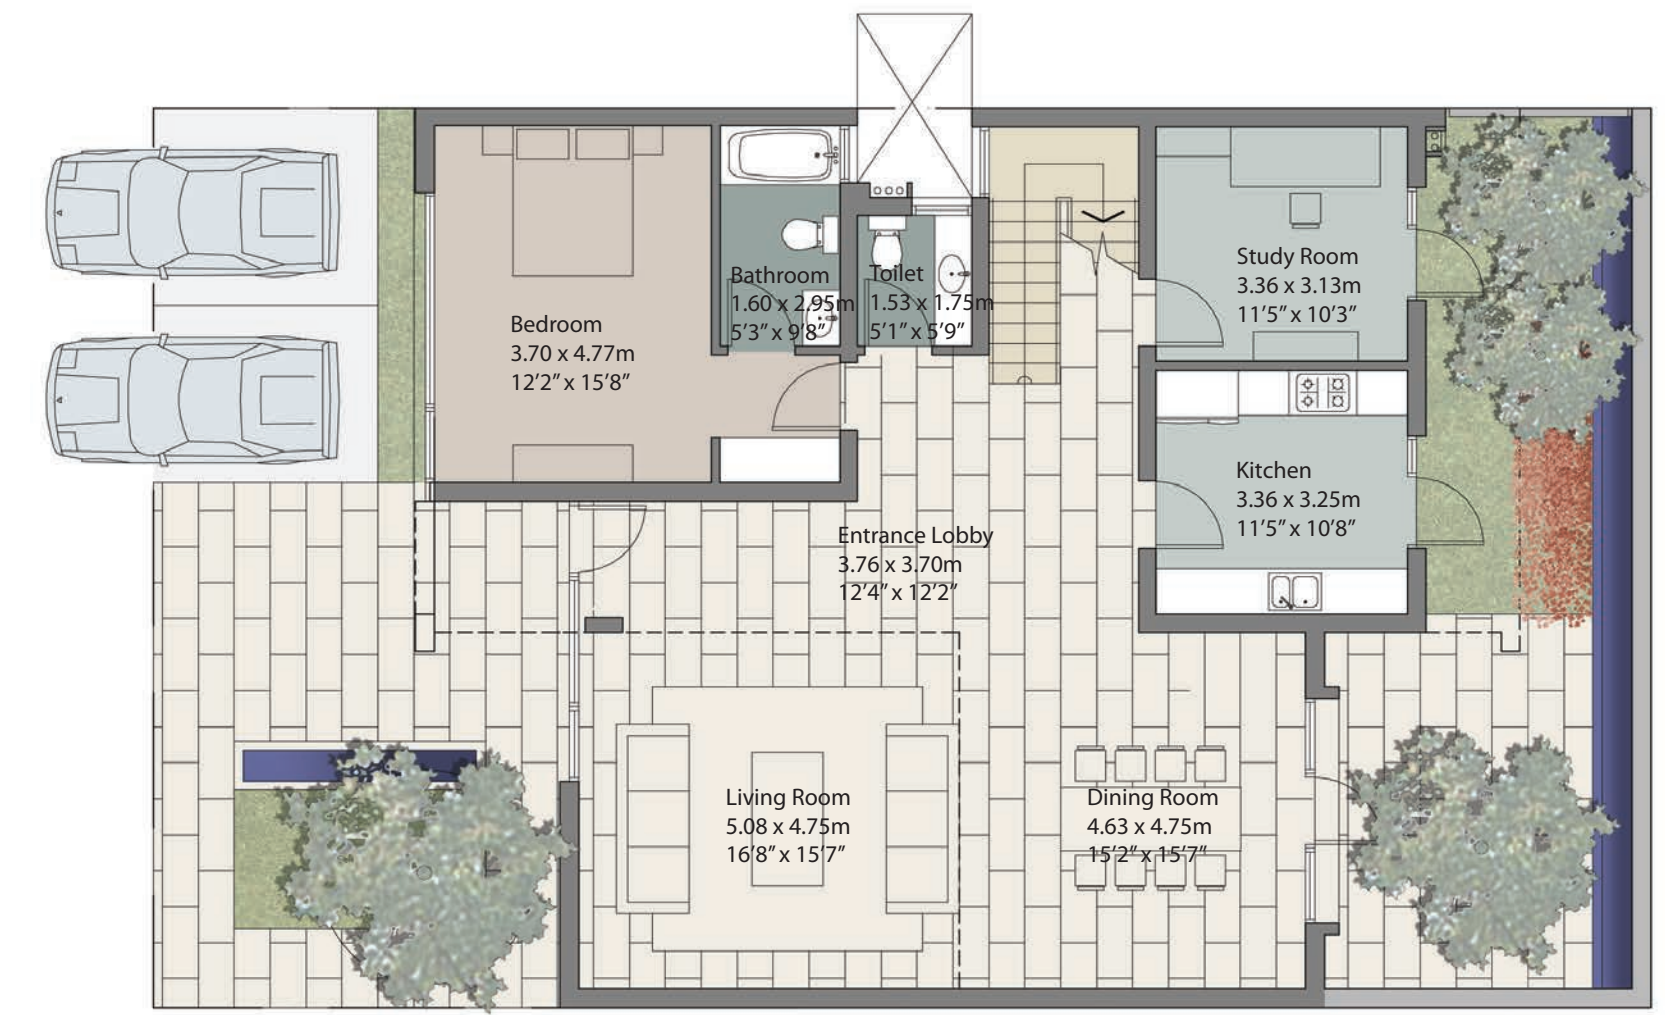 Bathroom
1.60 x 2.95m
5’3” x 9’8”
Toilet
1.53 x 1.75m
5’1” x 5’9”
Study Room
3.36 x 3.13m
11’5” x 10’3”
Bedroom
3.70 x 4.77m
12’2” x 15’8”
Kitchen
3.36 x 3.25m
11’5” x 10’8”
Entrance Lobby
3.76 x 3.70m
12’4” x 12’2”
Living Room
5.08 x 4.75m
16’8” x 15’7”
Dining Room
4.63 x 4.75m
15’2” x 15’7”